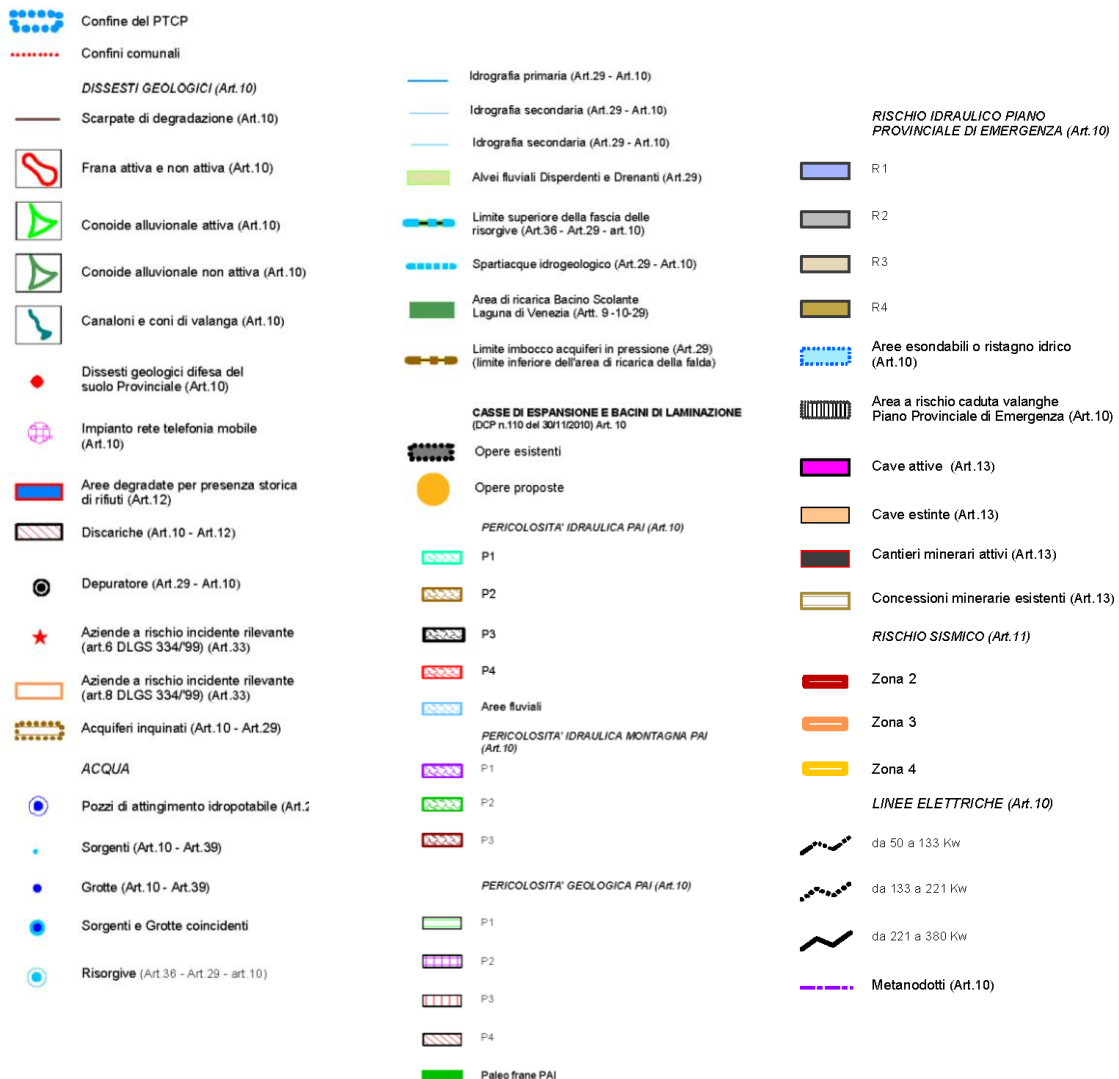 Confine del PTCP
Confini comunali
DISSESTI GEOLOGICI (Art.10)
Scarpate di degradazione (Art.10)
Frana attiva e non attiva (Art.10)
Conoide alluvionale attiva (Art.10)
Conoide alluvionale non attiva (Art.10)
Canaloni e coni di valanga (Art.10)
Dissesti geologici difesa del
suolo Provinciale (Art.10)
Impianto rete telefonia mobile
(Art.10)
Aree degradate per presenza storica
di rifiuti (Art.12)
Discariche (Art.10 - Art.12)
Depuratore (Art.29 - Art.10)
Aziende a rischio incidente rilevante
(art.6 DLGS 334/'99) (Art.33)
Aziende a rischio incidente rilevante
(art.8 DLGS 334/'99) (Art.33)
Acquiferi inquinati (Art.10 - Art.29)
ACQUA
Pozzi di attingimento idropotabile (Art.2
Sorgenti (Art.10 - Art.39)
Grotte (Art.10 - Art.39)
Sorgenti e Grotte coincidenti
Risorgive (Art.36 - Art.29 - art.10)
Idrografia primaria (Art.29 - Art.10)
Idrografia secondaria (Art.29 - Art.10)
Idrografia secondaria (Art.29 - Art.10)
Alvei fluviali Disperdenti e Drenanti (Art.29)
Limite superiore della fascia delle
risorgive (Art.36 - Art.29 - art.10)
Spartiacque idrogeologico (Art.29 - Art.10)
Area di ricarica Bacino Scolante
Laguna di Venezia (Artt. 9 -10-29)
Limite imbocco acquiferi in pressione (Art.29)
(limite inferiore dell'area di ricarica della falda)
CASSE DI ESPANSIONE E BACINI DI LAMINAZIONE
(DCP n.110 del 30/11/2010) Art. 10
Opere esistenti
Opere proposte
PERICOLOSITA' IDRAULICA PAI (Art.10)
P1
P2
P3
P4
Aree fluviali
PERICOLOSITA' IDRAULICA MONTAGNA PAI
(Art.10)
P1
P2
P3
PERICOLOSITA' GEOLOGICA PAI (Art.10)
P1
P2
P3
P4
Paleo frane PAI
RISCHIO IDRAULICO PIANO
PROVINCIALE DI EMERGENZA (Art.10)
R1
R2
R3
R4
Aree esondabili o ristagno idrico
(Art.10)
Area a rischio caduta valanghe
Piano Provinciale di Emergenza (Art.10)
Cave attive (Art.13)
Cave estinte (Art.13)
Cantieri minerari attivi (Art.13)
Concessioni minerarie esistenti (Art.13)
RISCHIO SISMICO (Art.11)
Zona 2
Zona 3
Zona 4
LINEE ELETTRICHE (Art.10)
da 50 a 133 Kw
da 133 a 221 Kw
da 221 a 380 Kw
Metanodotti (Art.10)